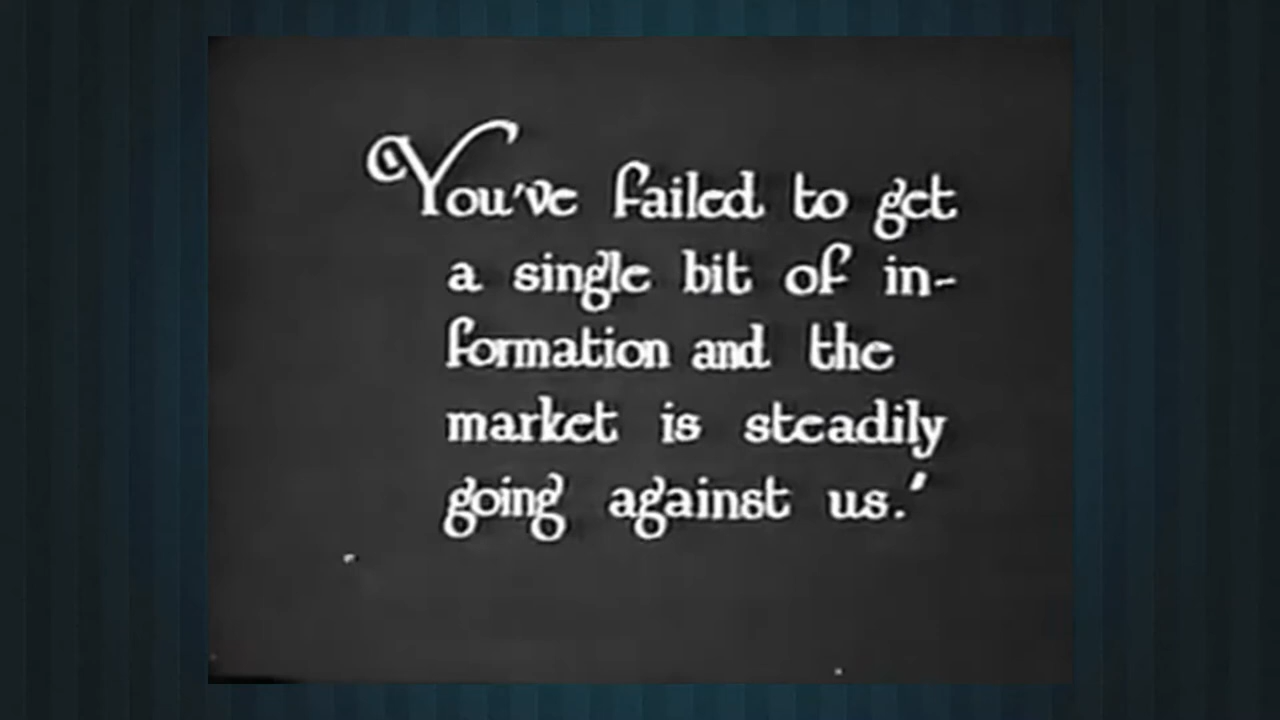 You've failed to get
a single bit of in-
formation and the
market is steadily
going against us.'